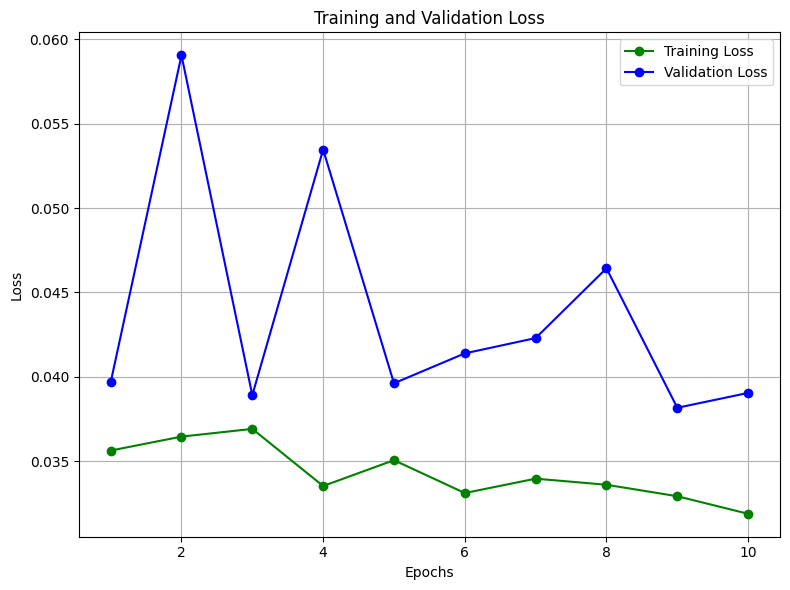 Training and Validation Loss
Training Loss
Validation Loss
0.060
0.055
0.050
0.045
0.040
0.035
Loss
2 4 6 8 10
Epochs